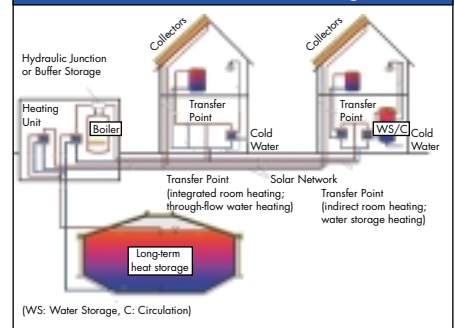 Collectors
Collectors
Hydraulic Junction
or Buffer Storage
Heating
Unit
Boiler
Transfer
Point
Cold
Water
Transfer
Point
WS/C
Cold
Water
Transfer Point
(integrated room heating;
through-flow water heating)
Solar Network
Transfer Point
(indirect room heating;
water storage heating)
Long-term
heat storage
(WS: Water Storage, C: Circulation)